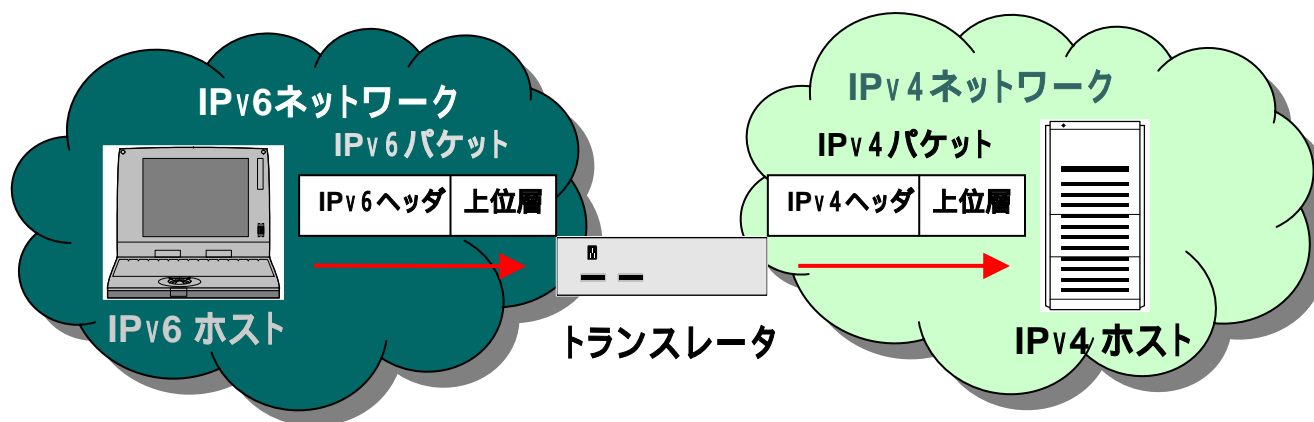 IPv6ネットワーク
IPv6パケット
IPv6ヘッダ 上位層
IPv6 ホスト
トランスレータ
IPv4ネットワーク
IPv4パケット
IPv4ヘッダ 上位層
IPv4 ホスト